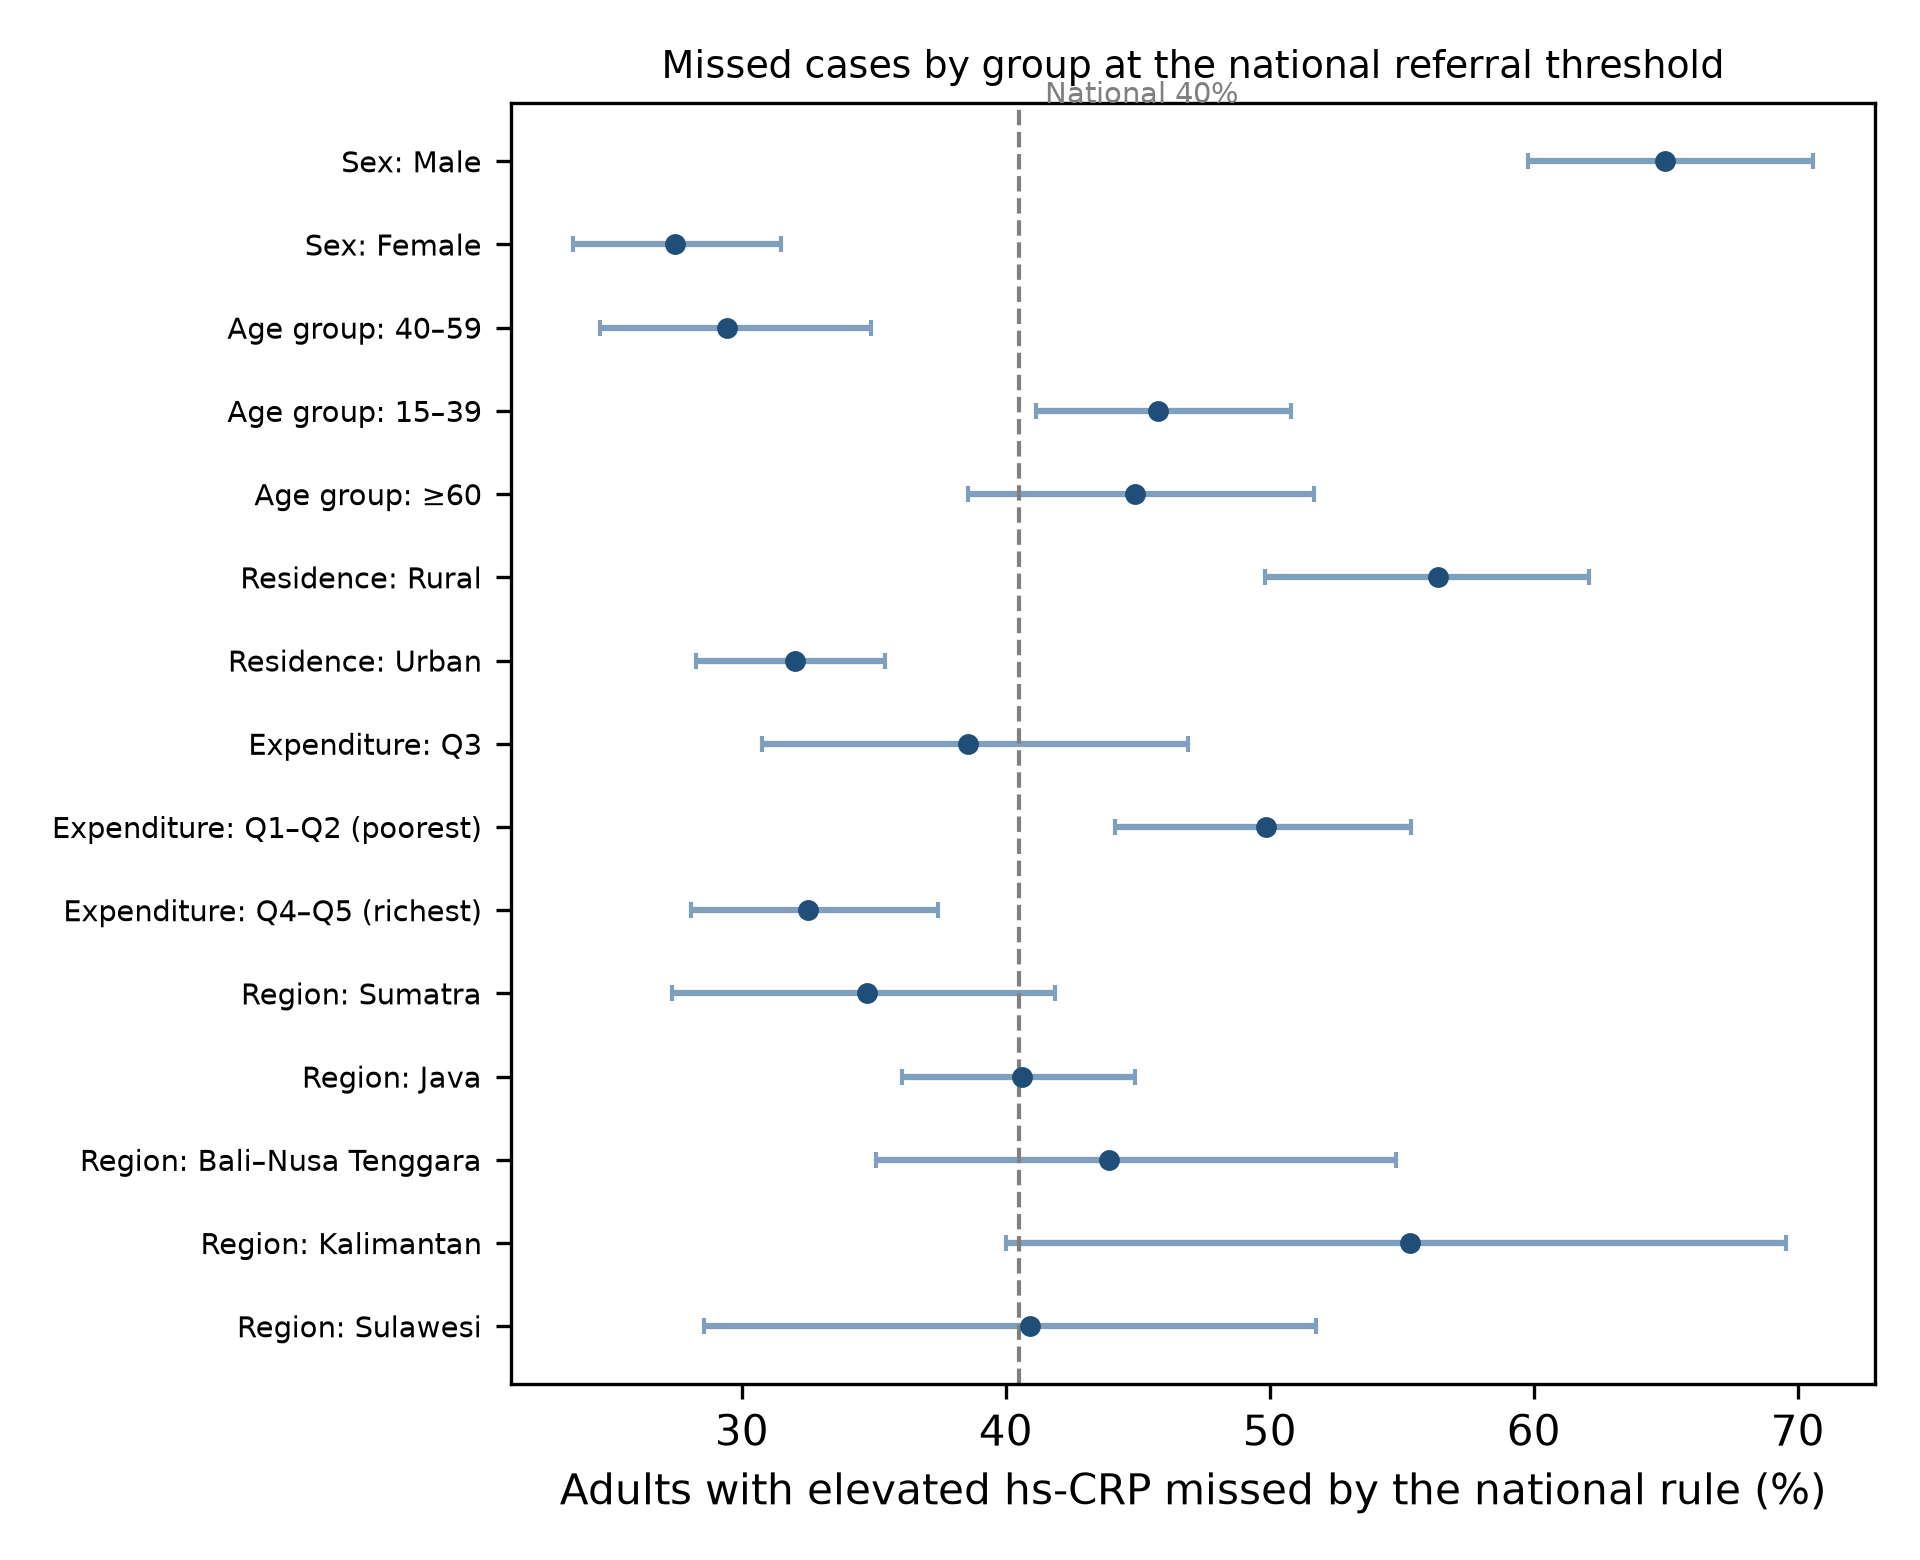 Missed cases by group at the national referral threshold
National 40%
Sex: Male
Sex: Female
Age group: 40–59
Age group: 15–39
Age group: ≥60
Residence: Rural
Residence: Urban
Expenditure: Q3
Expenditure: Q1–Q2 (poorest)
Expenditure: Q4–Q5 (richest)
Region: Sumatra
Region: Java
Region: Bali–Nusa Tenggara
Region: Kalimantan
Region: Sulawesi
30 40 50 60 70
Adults with elevated hs-CRP missed by the national rule (%)